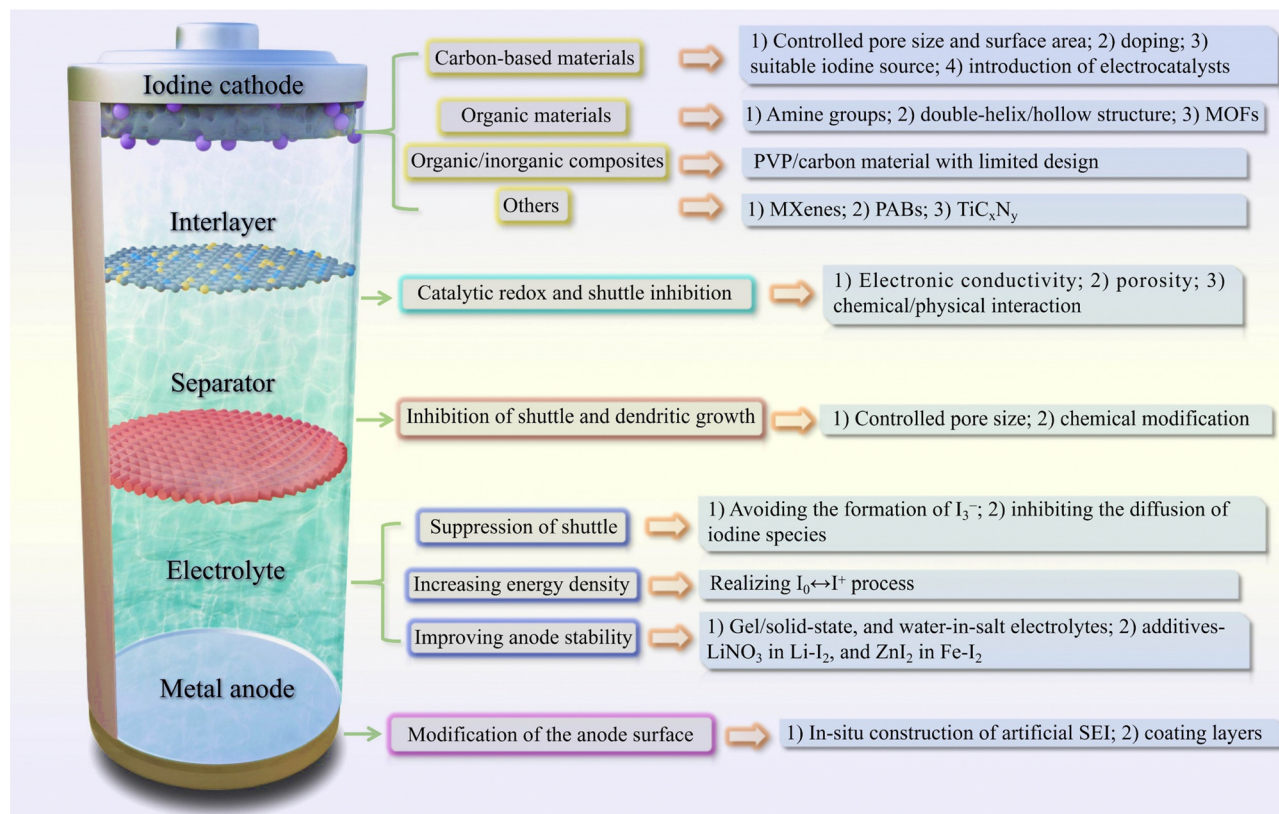 Iodine cathode
Interlayer
Separator
Electrolyte
Metal anode
Carbon-based materials
1) Controlled pore size and surface area; 2) doping; 3)
suitable iodine source; 4) introduction of electrocatalysts
Organic materials
1) Amine groups; 2) double-helix/hollow structure; 3) MOFs
Organic/inorganic composites
PVP/carbon material with limited design
Others
1) MXenes; 2) PABs; 3) TiCₓNᵧ
Catalytic redox and shuttle inhibition
1) Electronic conductivity; 2) porosity; 3)
chemical/physical interaction
Inhibition of shuttle and dendritic growth
1) Controlled pore size; 2) chemical modification
Suppression of shuttle
1) Avoiding the formation of I₃⁻; 2) inhibiting the diffusion of
iodine species
Increasing energy density
Realizing I₀↔I⁺ process
Improving anode stability
1) Gel/solid-state, and water-in-salt electrolytes; 2) additives-
LiNO₃ in Li-I₂, and ZnI₂ in Fe-I₂
Modification of the anode surface
1) In-situ construction of artificial SEI; 2) coating layers